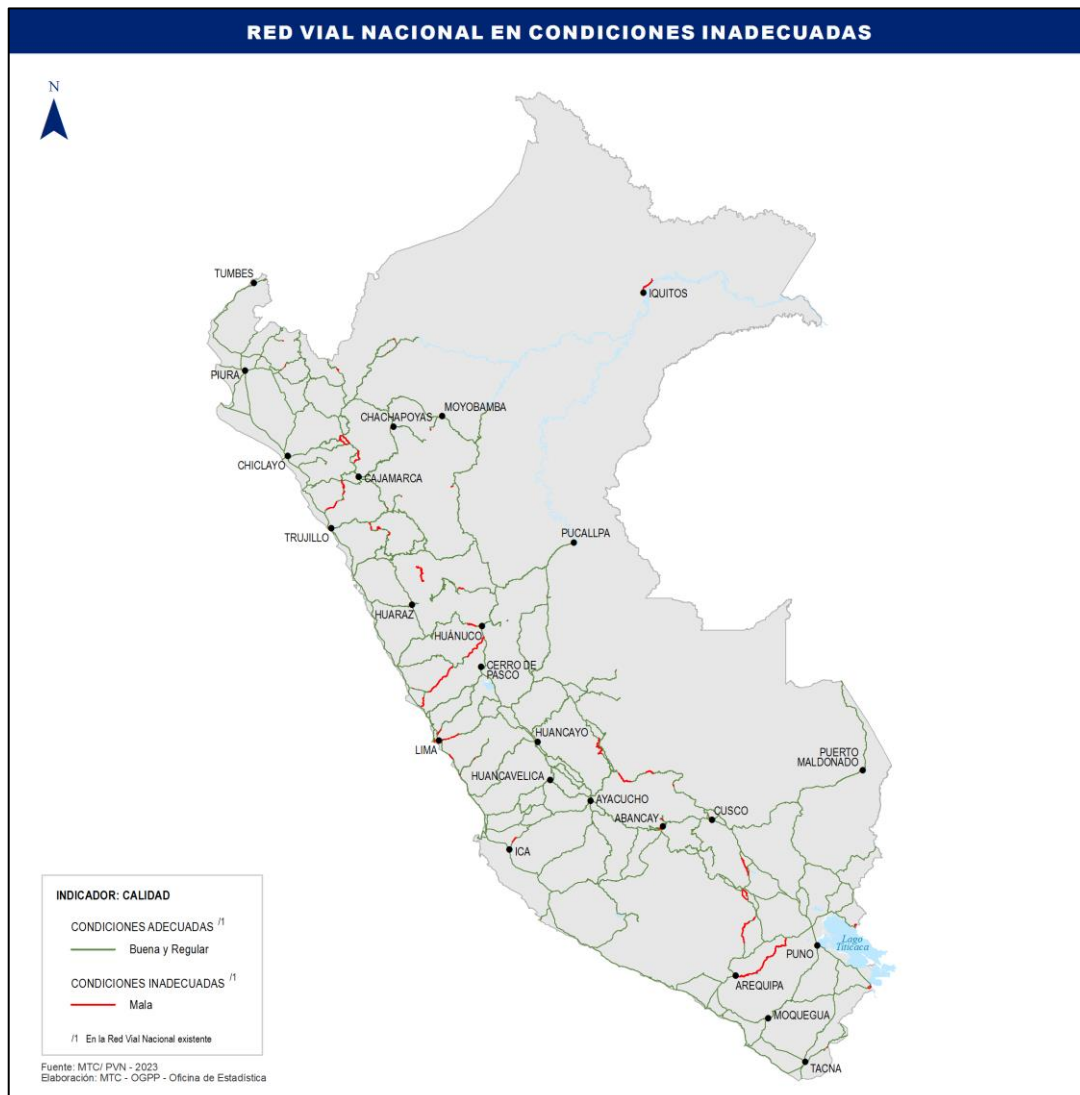 RED VIAL NACIONAL EN CONDICIONES INADECUADAS
N
TUMBES
IQUITOS
PIURA
MOYOBAMBA
CHACHAPOYAS
CHICLAYO
CAJAMARCA
TRUJILLO
PUCALLPA
HUARAZ
HUÁNUCO
CERRO DE
PASCO
LIMA
HUANCAYO
PUERTO
MALDONADO
HUANCAVELICA
AYACUCHO
ABANCAY
CUSCO
ICA
Lago
Titicaca
PUNO
AREQUIPA
MOQUEGUA
TACNA
INDICADOR: CALIDAD
CONDICIONES ADECUADAS /1
Buena y Regular
CONDICIONES INADECUADAS /1
Mala
/1 En la Red Vial Nacional existente
Fuente: MTC/ PVN - 2023
Elaboración: MTC - OGPP - Oficina de Estadística